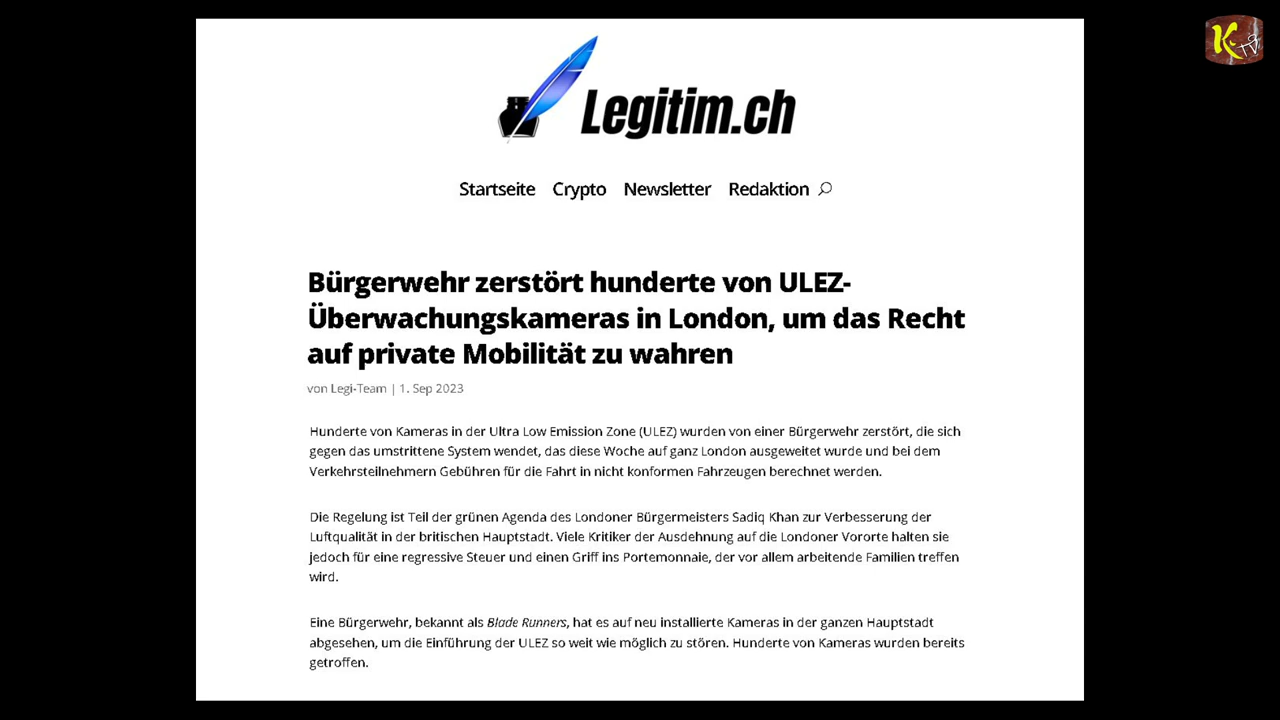 K-TV
Legitim.ch
Startseite Crypto Newsletter Redaktion
Bürgerwehr zerstört hunderte von ULEZ-
Überwachungskameras in London, um das Recht
auf private Mobilität zu wahren
von Legi-Team | 1. Sep 2023
Hunderte von Kameras in der Ultra Low Emission Zone (ULEZ) wurden von einer Bürgerwehr zerstört, die sich
gegen das umstrittene System wendet, das diese Woche auf ganz London ausgeweitet wurde und bei dem
Verkehrsteilnehmern Gebühren für die Fahrt in nicht konformen Fahrzeugen berechnet werden.
Die Regelung ist Teil der grünen Agenda des Londoner Bürgermeisters Sadiq Khan zur Verbesserung der
Luftqualität in der britischen Hauptstadt. Viele Kritiker der Ausdehnung auf die Londoner Vororte halten sie
jedoch für eine regressive Steuer und einen Griff ins Portemonnaie, der vor allem arbeitende Familien treffen
wird.
Eine Bürgerwehr, bekannt als Blade Runners, hat es auf neu installierte Kameras in der ganzen Hauptstadt
abgesehen, um die Einführung der ULEZ so weit wie möglich zu stören. Hunderte von Kameras wurden bereits
getroffen.